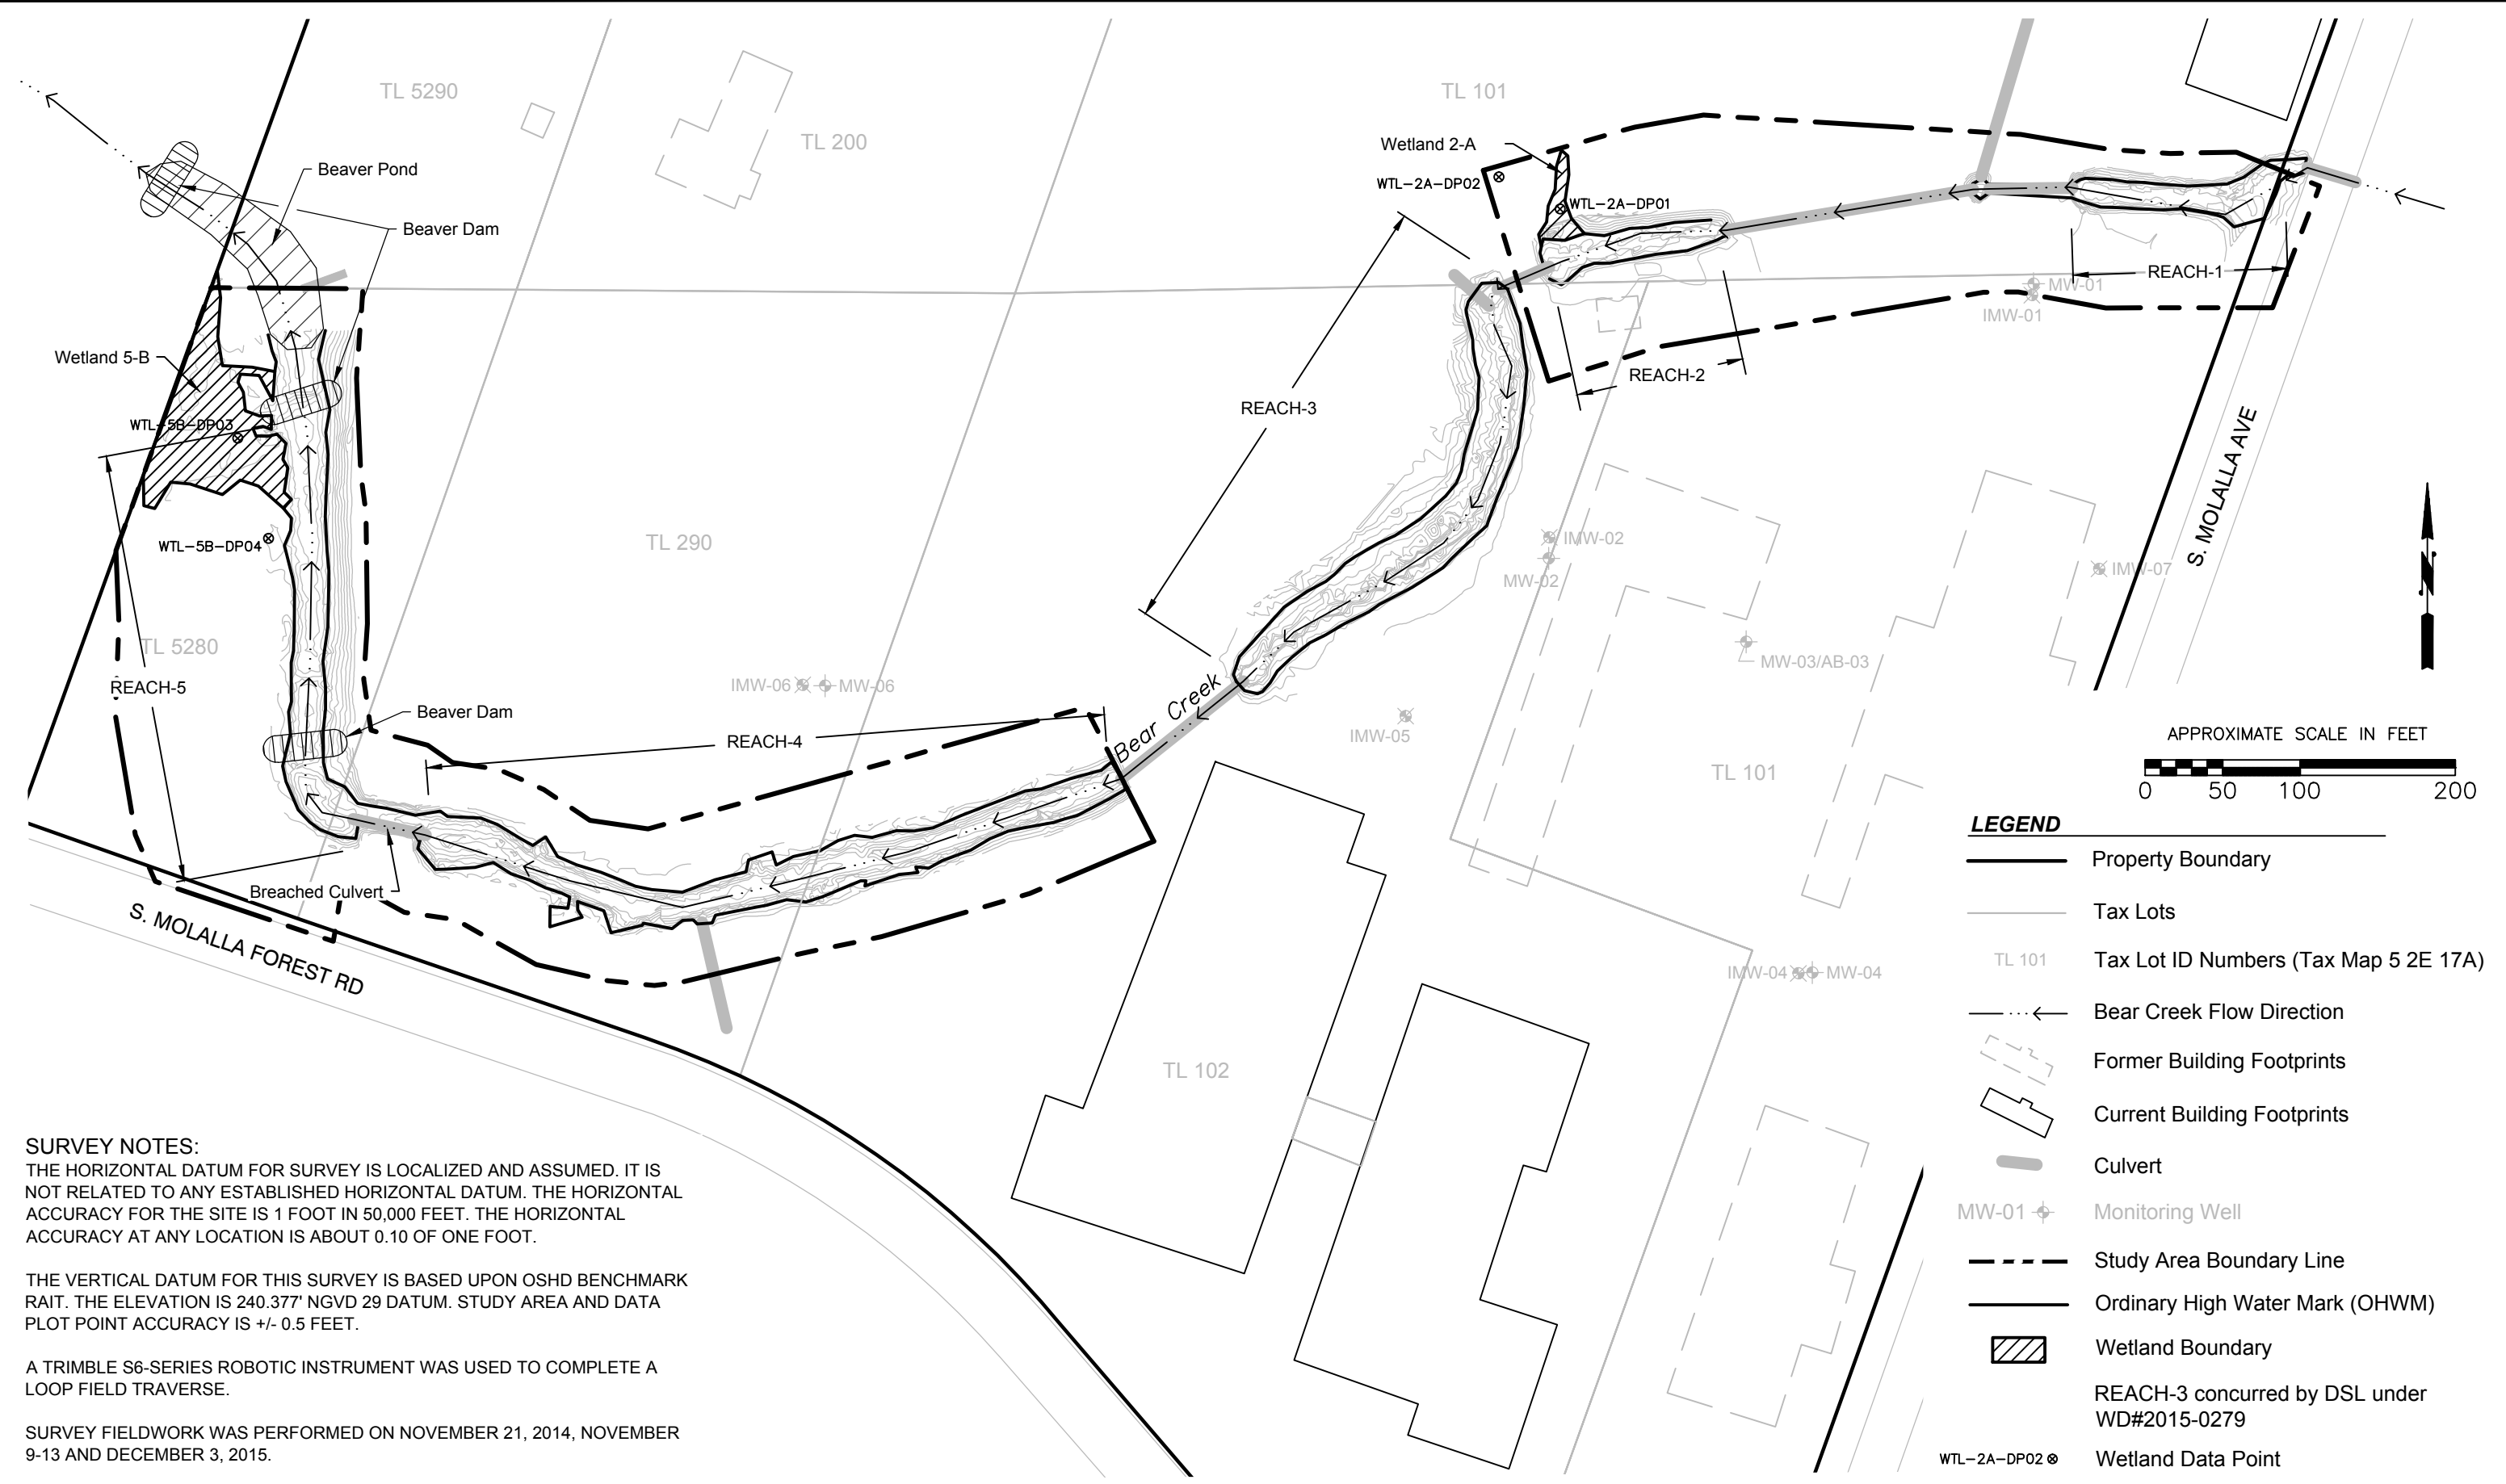 TL 5290
TL 200
TL 101
Beaver Pond
Beaver Dam
Wetland 2-A
WTL-2A-DP02
WTL-2A-DP01
REACH-1
MW-01
IMW-01
REACH-2
REACH-3
Wetland 5-B
WTL-5B-DP03
WTL-5B-DP04
TL 290
IMW-02
MW-02
IMW-07
S. MOLALLA AVE
N
TL 5280
REACH-5
IMW-06
MW-06
MW-03/AB-03
Beaver Dam
REACH-4
Bear Creek
IMW-05
TL 101
Breached Culvert
S. MOLALLA FOREST RD
IMW-04
MW-04
TL 102
APPROXIMATE SCALE IN FEET
0 50 100 200
LEGEND
Property Boundary
Tax Lots
TL 101 Tax Lot ID Numbers (Tax Map 5 2E 17A)
Bear Creek Flow Direction
Former Building Footprints
Current Building Footprints
Culvert
MW-01 Monitoring Well
Study Area Boundary Line
Ordinary High Water Mark (OHWM)
Wetland Boundary
REACH-3 concurred by DSL under
WD#2015-0279
WTL-2A-DP02 Wetland Data Point
SURVEY NOTES:
THE HORIZONTAL DATUM FOR SURVEY IS LOCALIZED AND ASSUMED. IT IS
NOT RELATED TO ANY ESTABLISHED HORIZONTAL DATUM. THE HORIZONTAL
ACCURACY FOR THE SITE IS 1 FOOT IN 50,000 FEET. THE HORIZONTAL
ACCURACY AT ANY LOCATION IS ABOUT 0.10 OF ONE FOOT.
THE VERTICAL DATUM FOR THIS SURVEY IS BASED UPON OSHD BENCHMARK
RAIT. THE ELEVATION IS 240.377' NGVD 29 DATUM. STUDY AREA AND DATA
PLOT POINT ACCURACY IS +/- 0.5 FEET.
A TRIMBLE S6-SERIES ROBOTIC INSTRUMENT WAS USED TO COMPLETE A
LOOP FIELD TRAVERSE.
SURVEY FIELDWORK WAS PERFORMED ON NOVEMBER 21, 2014, NOVEMBER
9-13 AND DECEMBER 3, 2015.